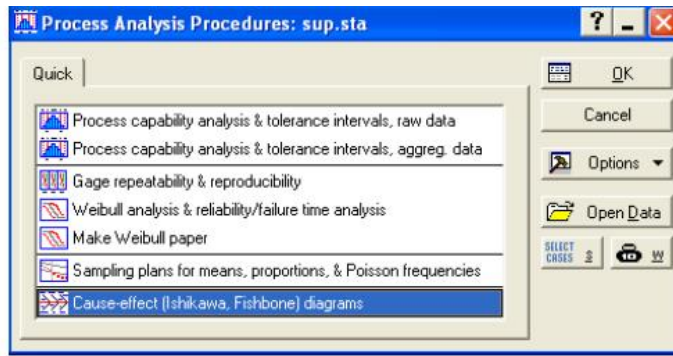 Process Analysis Procedures: sup.sta
Quick
Process capability analysis & tolerance intervals, raw data
Process capability analysis & tolerance intervals, aggreg. data
Gage repeatability & reproducibility
Weibull analysis & reliability/failure time analysis
Make Weibull paper
Sampling plans for means, proportions, & Poisson frequencies
Cause-effect (Ishikawa, Fishbone) diagrams
OK
Cancel
Options
Open Data
SELECT CASES S
W